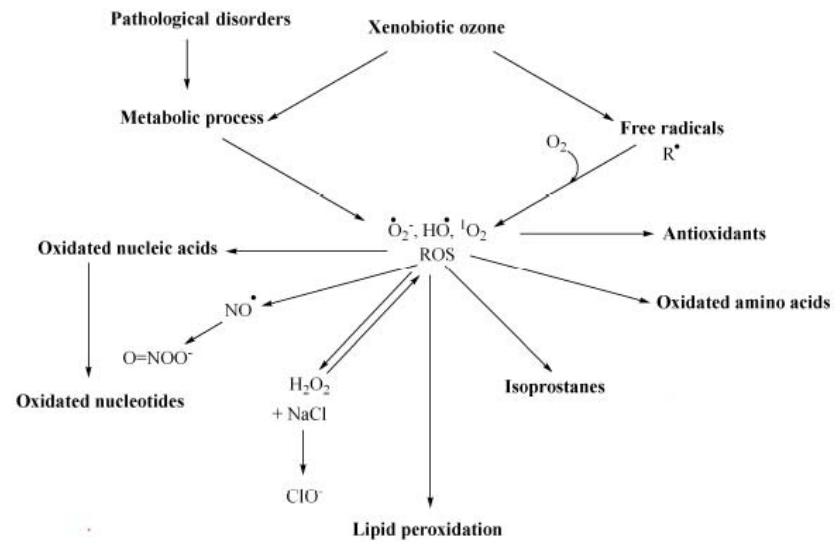 Pathological disorders
Xenobiotic ozone
Metabolic process
Free radicals
R•
O₂
•O₂⁻, HO•, ¹O₂
ROS
Antioxidants
Oxidated nucleic acids
Oxidated amino acids
NO•
O=NOO⁻
H₂O₂
+ NaCl
Isoprostanes
Oxidated nucleotides
ClO⁻
Lipid peroxidation